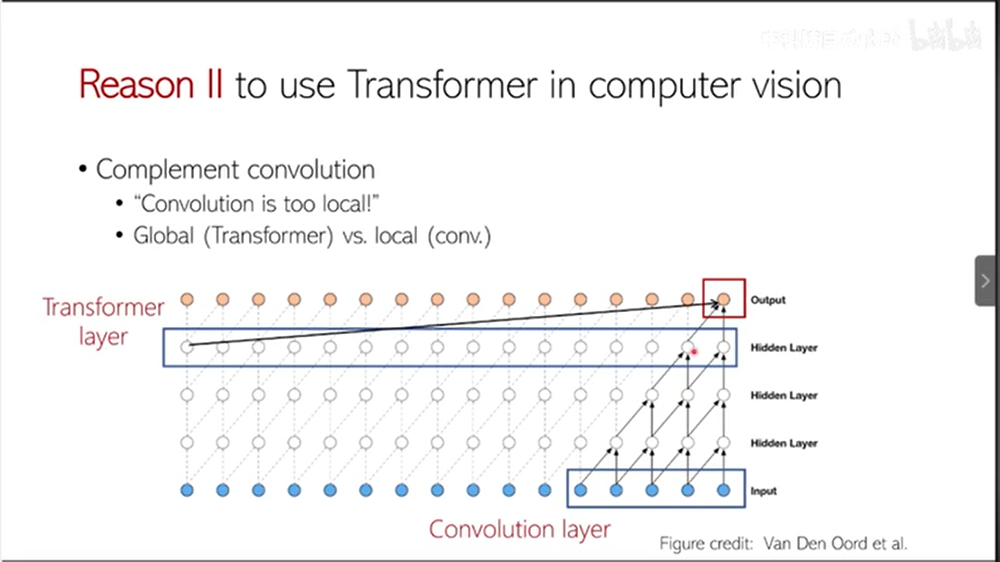 Reason II to use Transformer in computer vision
• Complement convolution
• “Convolution is too local!”
• Global (Transformer) vs. local (conv.)
Transformer
layer
Output
Hidden Layer
Hidden Layer
Hidden Layer
Input
Convolution layer
Figure credit: Van Den Oord et al.